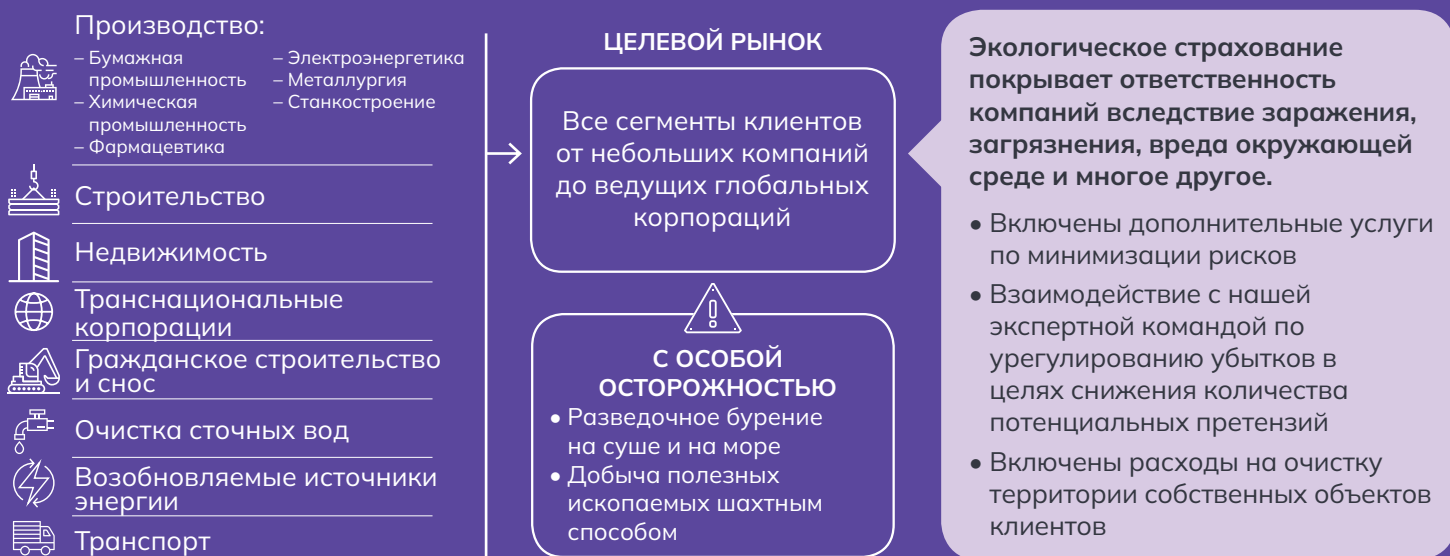 Производство:
– Бумажная
промышленность
– Химическая
промышленность
– Фармацевтика
– Электроэнергетика
– Металлургия
– Станкостроение
Строительство
Недвижимость
Транснациональные
корпорации
Гражданское строительство
и снос
Очистка сточных вод
Возобновляемые источники
энергии
Транспорт
ЦЕЛЕВОЙ РЫНОК
Все сегменты клиентов
от небольших компаний
до ведущих глобальных
корпораций
С ОСОБОЙ
ОСТОРОЖНОСТЬЮ
• Разведочное бурение
на суше и на море
• Добыча полезных
ископаемых шахтным
способом
Экологическое страхование
покрывает ответственность
компаний вследствие заражения,
загрязнения, вреда окружающей
среде и многое другое.
• Включены дополнительные услуги
по минимизации рисков
• Взаимодействие с нашей
экспертной командой по
урегулированию убытков в
целях снижения количества
потенциальных претензий
• Включены расходы на очистку
территории собственных объектов
клиентов